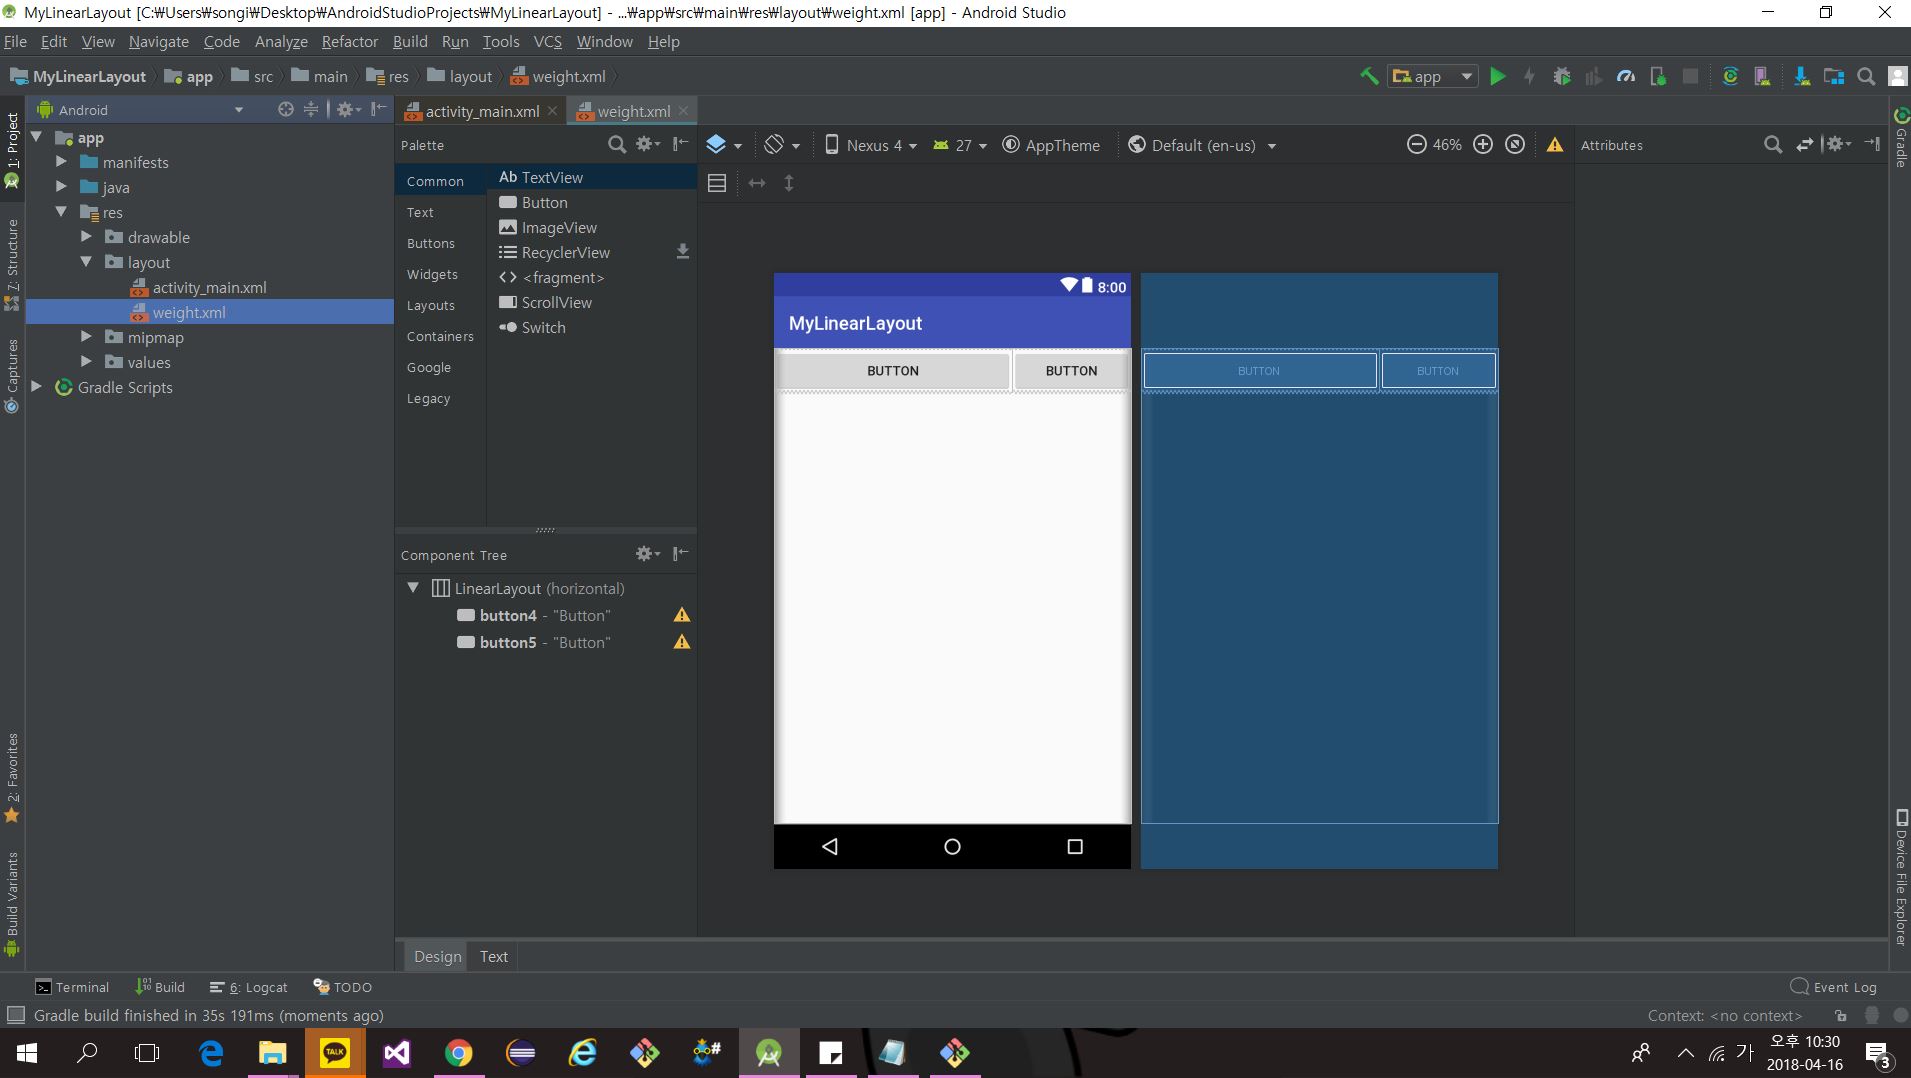 MyLinearLayout [C:₩Users₩songi₩Desktop₩AndroidStudioProjects₩MyLinearLayout] - ...₩app₩src₩main₩res₩layout₩weight.xml [app] - Android Studio
File Edit View Navigate Code Analyze Refactor Build Run Tools VCS Window Help
MyLinearLayout app src main res layout weight.xml
app
Android
activity_main.xml
weight.xml
1: Project
7: Structure
Captures
2: Favorites
Build Variants
app
manifests
java
res
drawable
layout
activity_main.xml
weight.xml
mipmap
values
Gradle Scripts
Palette
Common
Text
Buttons
Widgets
Layouts
Containers
Google
Legacy
Ab TextView
Button
ImageView
RecyclerView
<fragment>
ScrollView
Switch
Nexus 4
27
AppTheme
Default (en-us)
46%
Attributes
Gradle
Device File Explorer
8:00
MyLinearLayout
BUTTON BUTTON
BUTTON BUTTON
Component Tree
LinearLayout (horizontal)
button4 - "Button"
button5 - "Button"
Design Text
Terminal
Build
6: Logcat
TODO
Event Log
Gradle build finished in 35s 191ms (moments ago)
Context: <no context>
TALK
가
오후 10:30
2018-04-16
3